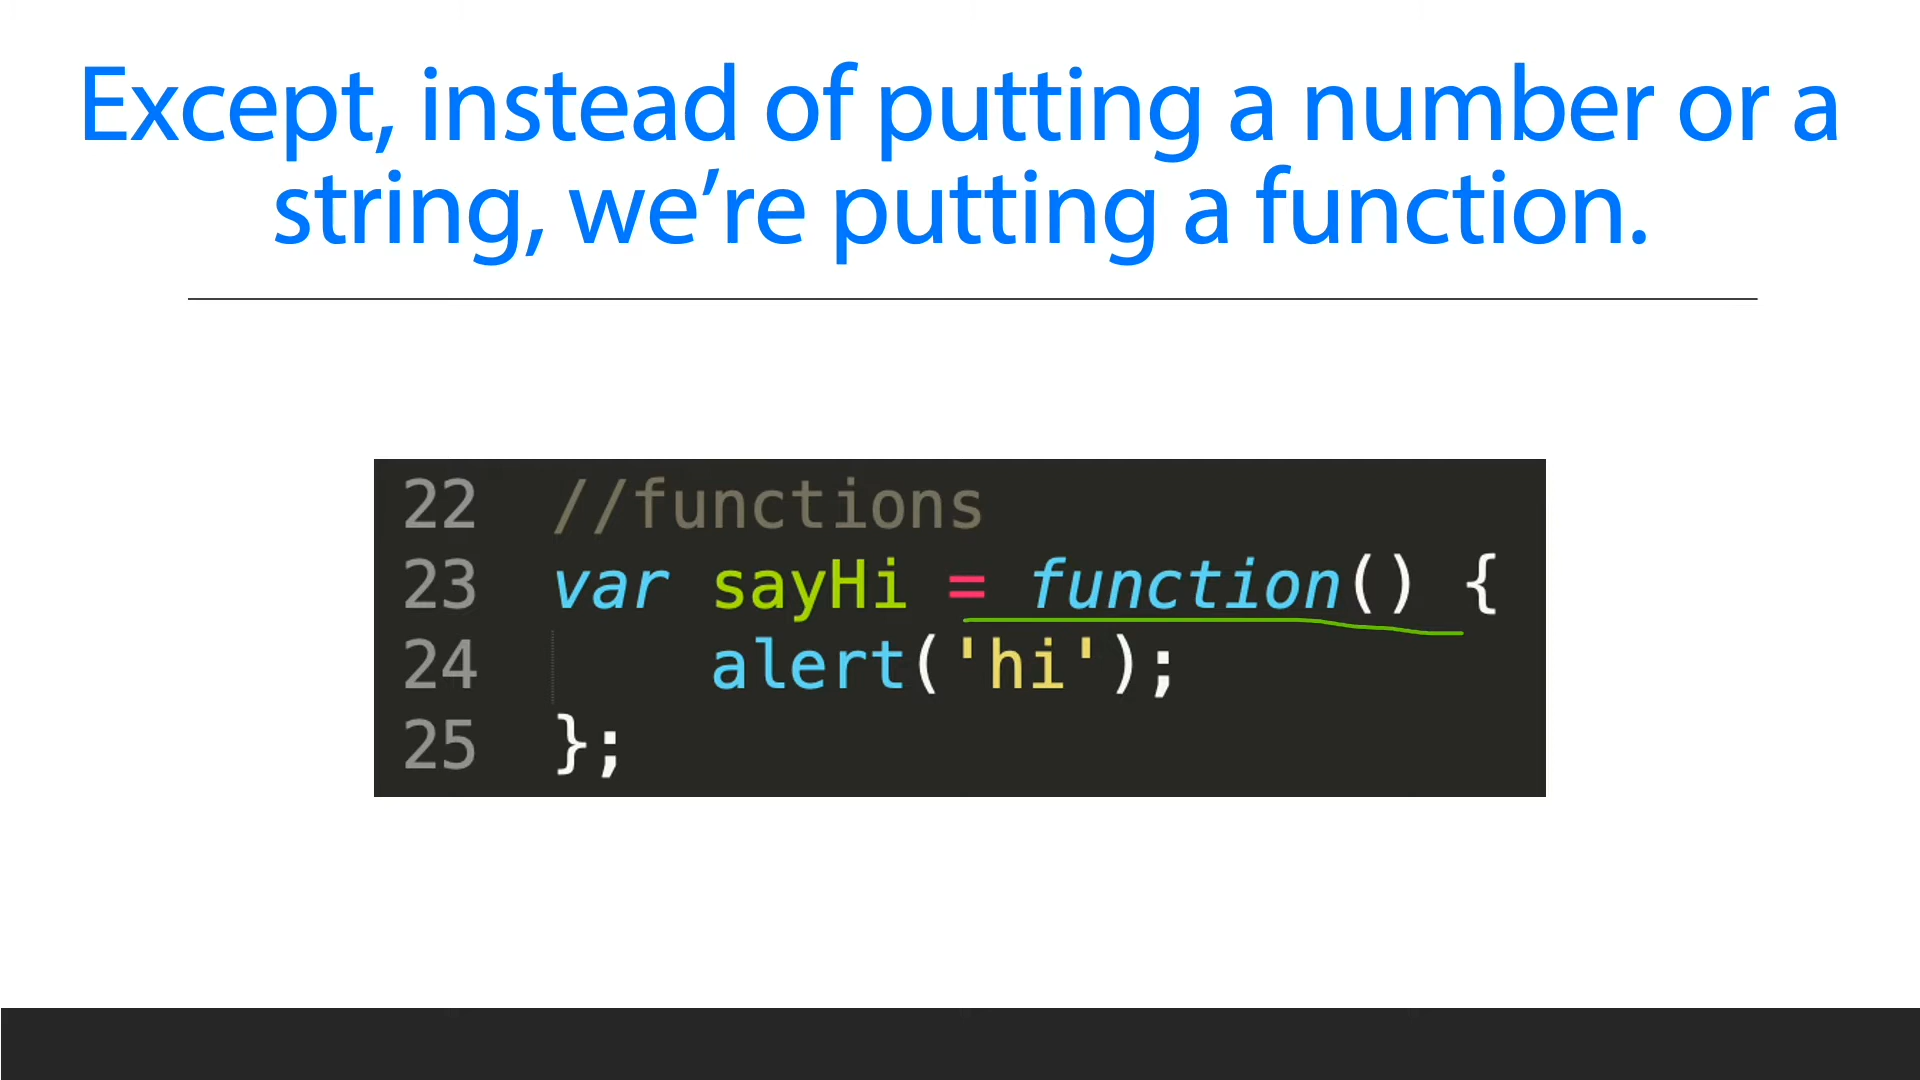 Except, instead of putting a number or a
string, we’re putting a function.
22 //functions
23 var sayHi = function() {
24 alert('hi');
25 };